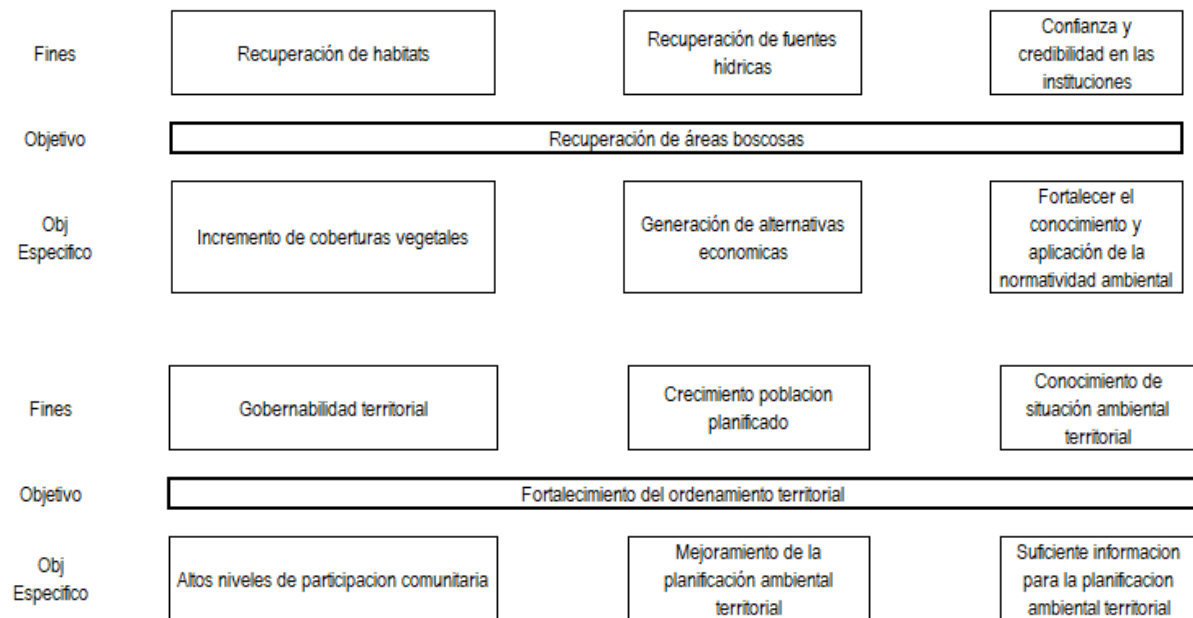 Fines
Recuperación de habitats
Recuperación de fuentes
hídricas
Confianza y
credibilidad en las
instituciones
Objetivo
Recuperación de áreas boscosas
Obj
Especifico
Incremento de coberturas vegetales
Generación de alternativas
economicas
Fortalecer el
conocimiento y
aplicación de la
normatividad ambiental
Fines
Gobernabilidad territorial
Crecimiento poblacion
planificado
Conocimiento de
situación ambiental
territorial
Objetivo
Fortalecimiento del ordenamiento territorial
Obj
Especifico
Altos niveles de participacion comunitaria
Mejoramiento de la
planificación ambiental
territorial
Suficiente informacion
para la planificacion
ambiental territorial